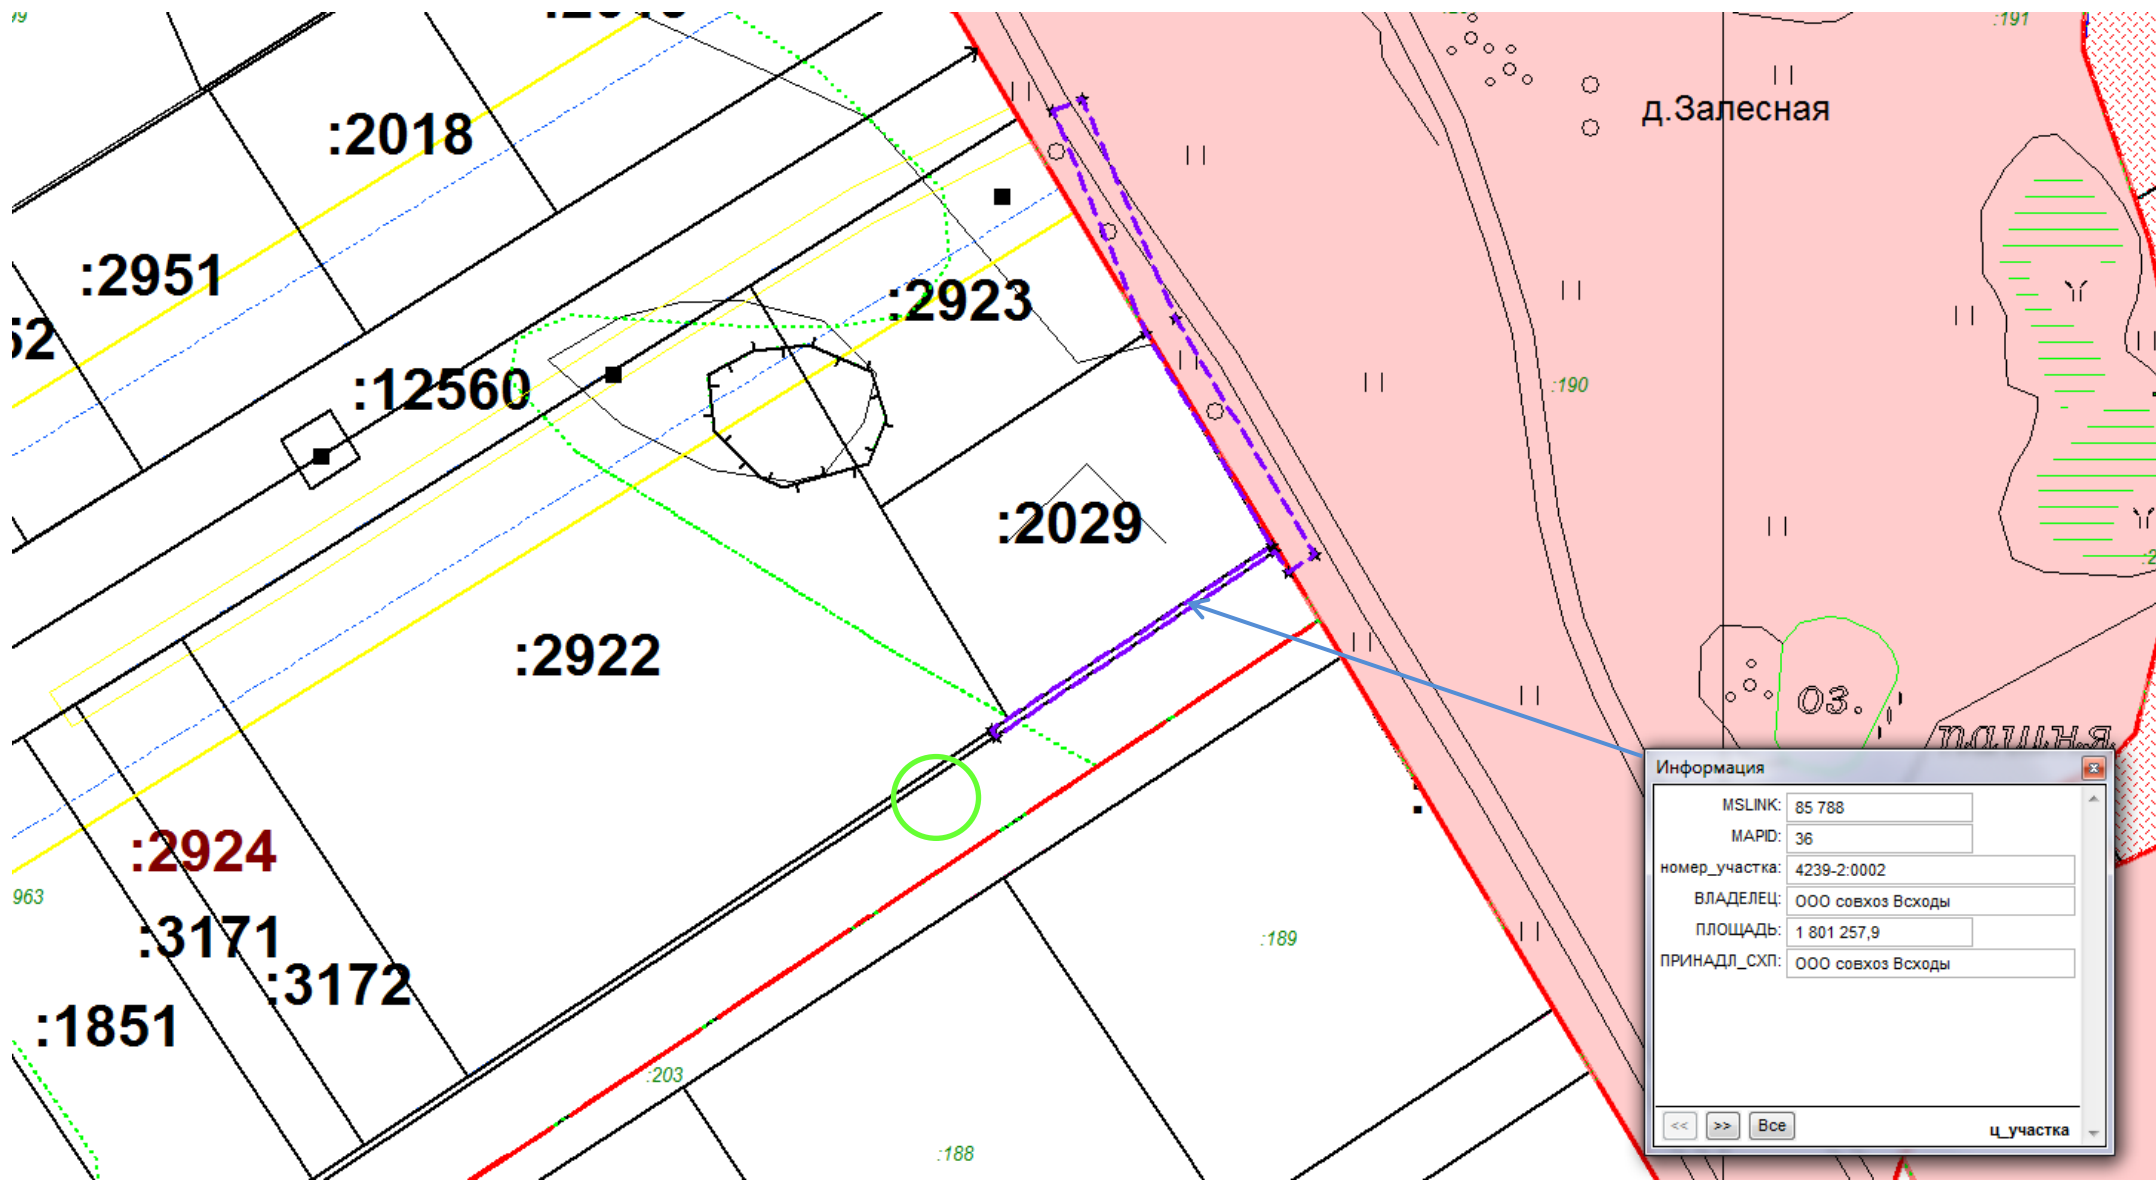 :191
:2018
д.Залесная
:2951
:2923
52
:12560
:190
:2029
:2922
оз.
пашня
:2924
963
:3171
:189
:3172
:1851
:203
:188
Информация
MSLINK: 85 788
MAPID: 36
номер_участка: 4239-2:0002
ВЛАДЕЛЕЦ: ООО совхоз Всходы
ПЛОЩАДЬ: 1 801 257,9
ПРИНАДЛ_СХП: ООО совхоз Всходы
<< >> Все
ц_участка